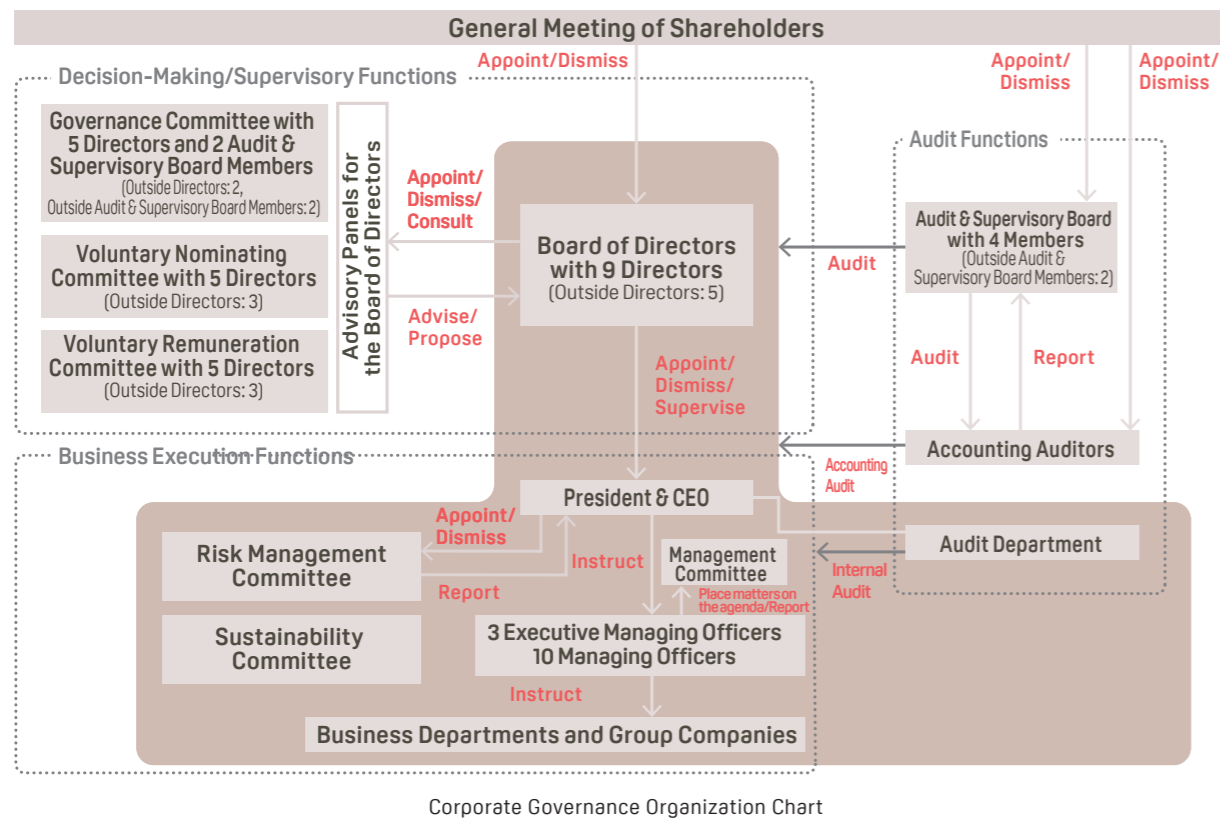 General Meeting of Shareholders
Appoint/Dismiss
Appoint/
Dismiss
Appoint/
Dismiss
Decision-Making/Supervisory Functions
Governance Committee with
5 Directors and 2 Audit &
Supervisory Board Members
(Outside Directors: 2,
Outside Audit & Supervisory Board Members: 2)
Voluntary Nominating
Committee with 5 Directors
(Outside Directors: 3)
Voluntary Remuneration
Committee with 5 Directors
(Outside Directors: 3)
Advisory Panels for
the Board of Directors
Appoint/
Dismiss/
Consult
Advise/
Propose
Board of Directors
with 9 Directors
(Outside Directors: 5)
Appoint/
Dismiss/
Supervise
Audit
Audit Functions
Audit & Supervisory Board
with 4 Members
(Outside Audit &
Supervisory Board Members: 2)
Audit
Report
Accounting Auditors
Accounting
Audit
Audit Department
Internal
Audit
Business Execution Functions
President & CEO
Appoint/
Dismiss
Report
Instruct
Risk Management
Committee
Sustainability
Committee
Management
Committee
Place matters on
the agenda/Report
3 Executive Managing Officers
10 Managing Officers
Instruct
Business Departments and Group Companies
Corporate Governance Organization Chart